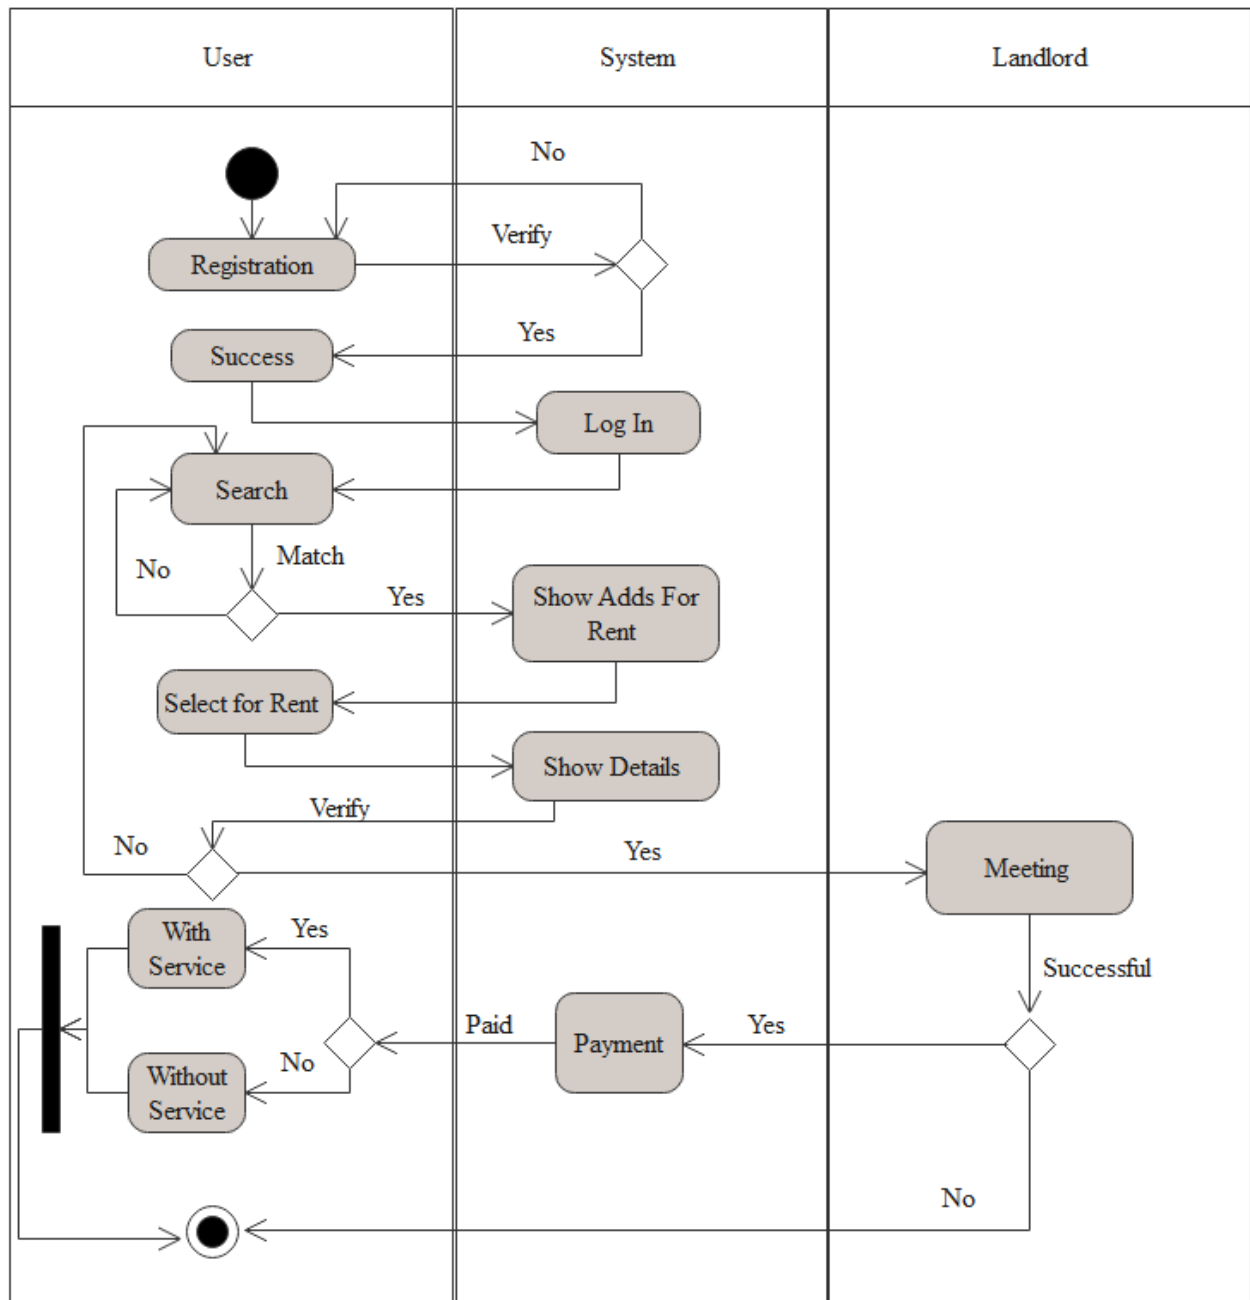 User
System
Landlord
No
Verify
Registration
Yes
Success
Log In
Search
Match
No
Yes
Show Adds For
Rent
Select for Rent
Show Details
Verify
No
Yes
Meeting
With
Service
Yes
Successful
Paid
Payment
Yes
No
Without
Service
No